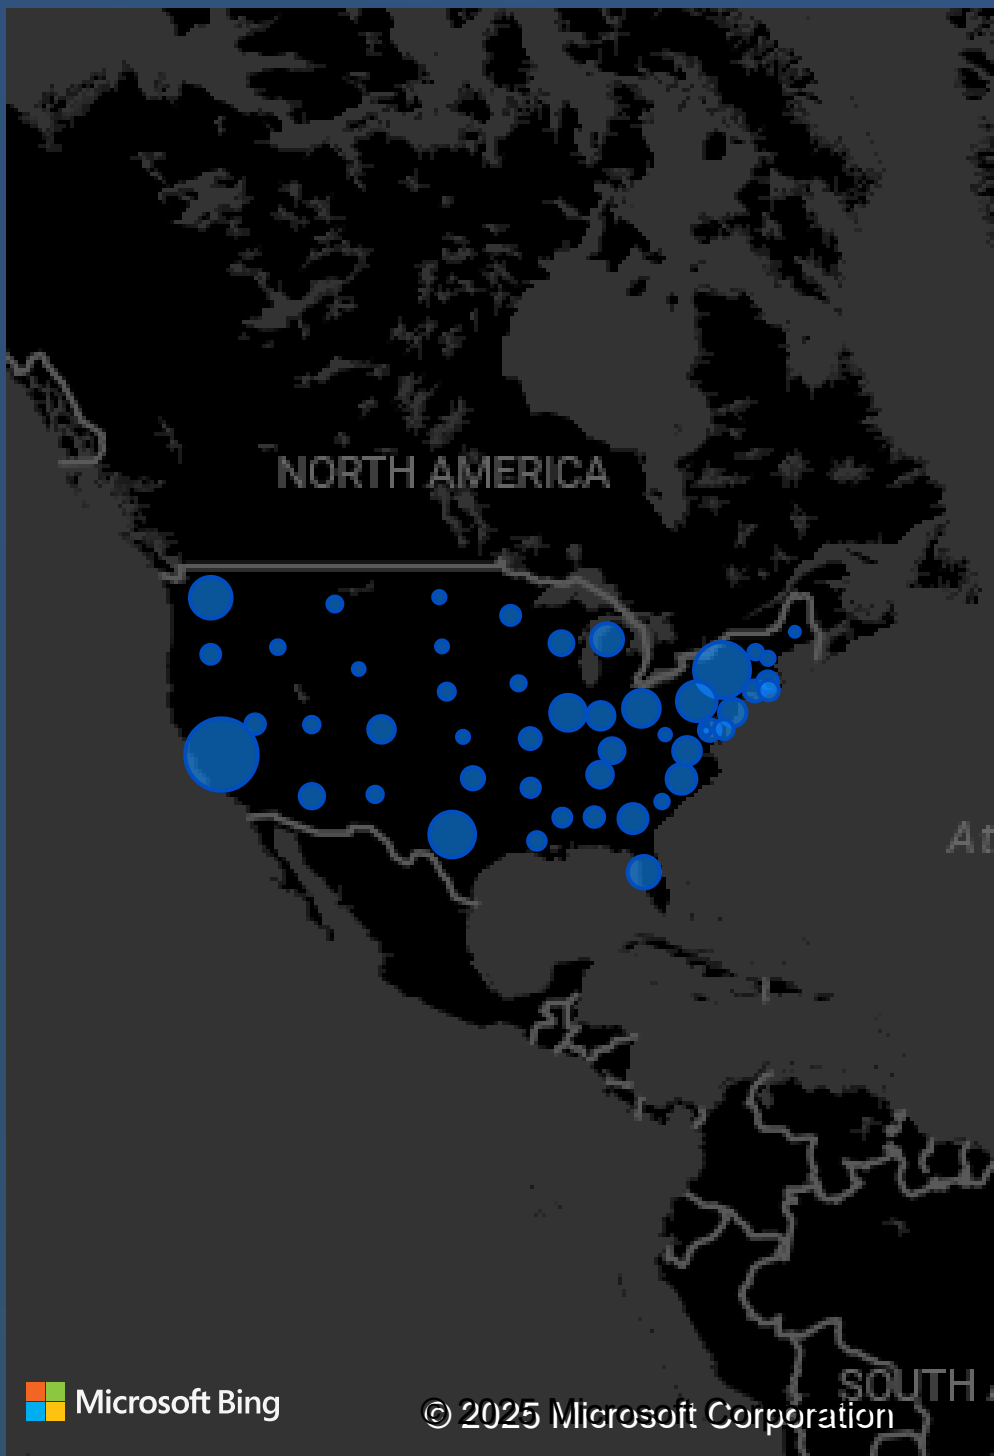 NORTH AMERICA
At
SOUTH A
Microsoft Bing
© 2025 Microsoft Corporation